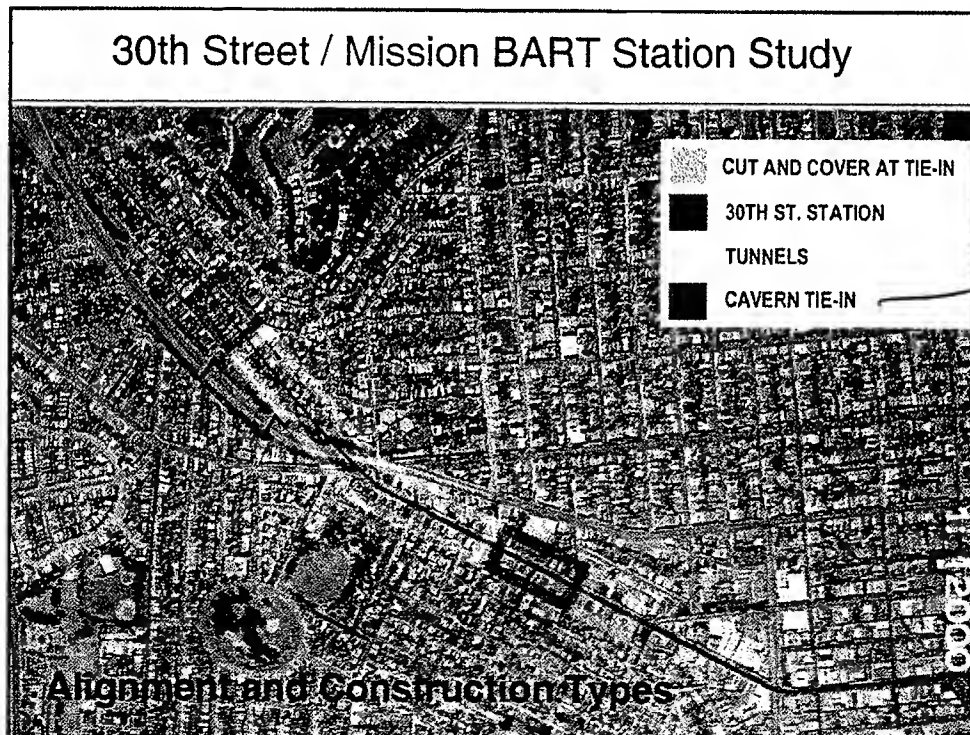 30th Street / Mission BART Station Study
CUT AND COVER AT TIE-IN
30TH ST. STATION
TUNNELS
CAVERN TIE-IN
Alignment and Construction Types